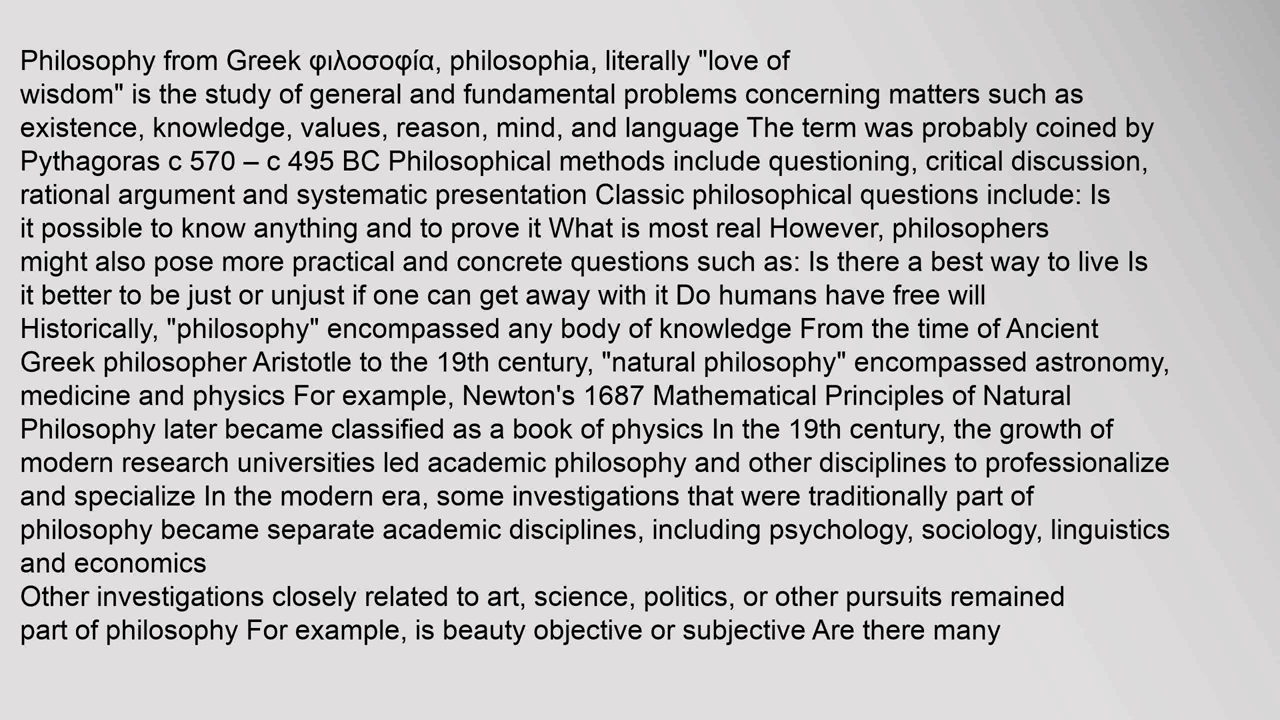 Philosophy from Greek φιλοσοφία, philosophia, literally "love of
wisdom" is the study of general and fundamental problems concerning matters such as
existence, knowledge, values, reason, mind, and language The term was probably coined by
Pythagoras c 570 – c 495 BC Philosophical methods include questioning, critical discussion,
rational argument and systematic presentation Classic philosophical questions include: Is
it possible to know anything and to prove it What is most real However, philosophers
might also pose more practical and concrete questions such as: Is there a best way to live Is
it better to be just or unjust if one can get away with it Do humans have free will
Historically, "philosophy" encompassed any body of knowledge From the time of Ancient
Greek philosopher Aristotle to the 19th century, "natural philosophy" encompassed astronomy,
medicine and physics For example, Newton's 1687 Mathematical Principles of Natural
Philosophy later became classified as a book of physics In the 19th century, the growth of
modern research universities led academic philosophy and other disciplines to professionalize
and specialize In the modern era, some investigations that were traditionally part of
philosophy became separate academic disciplines, including psychology, sociology, linguistics
and economics
Other investigations closely related to art, science, politics, or other pursuits remained
part of philosophy For example, is beauty objective or subjective Are there many